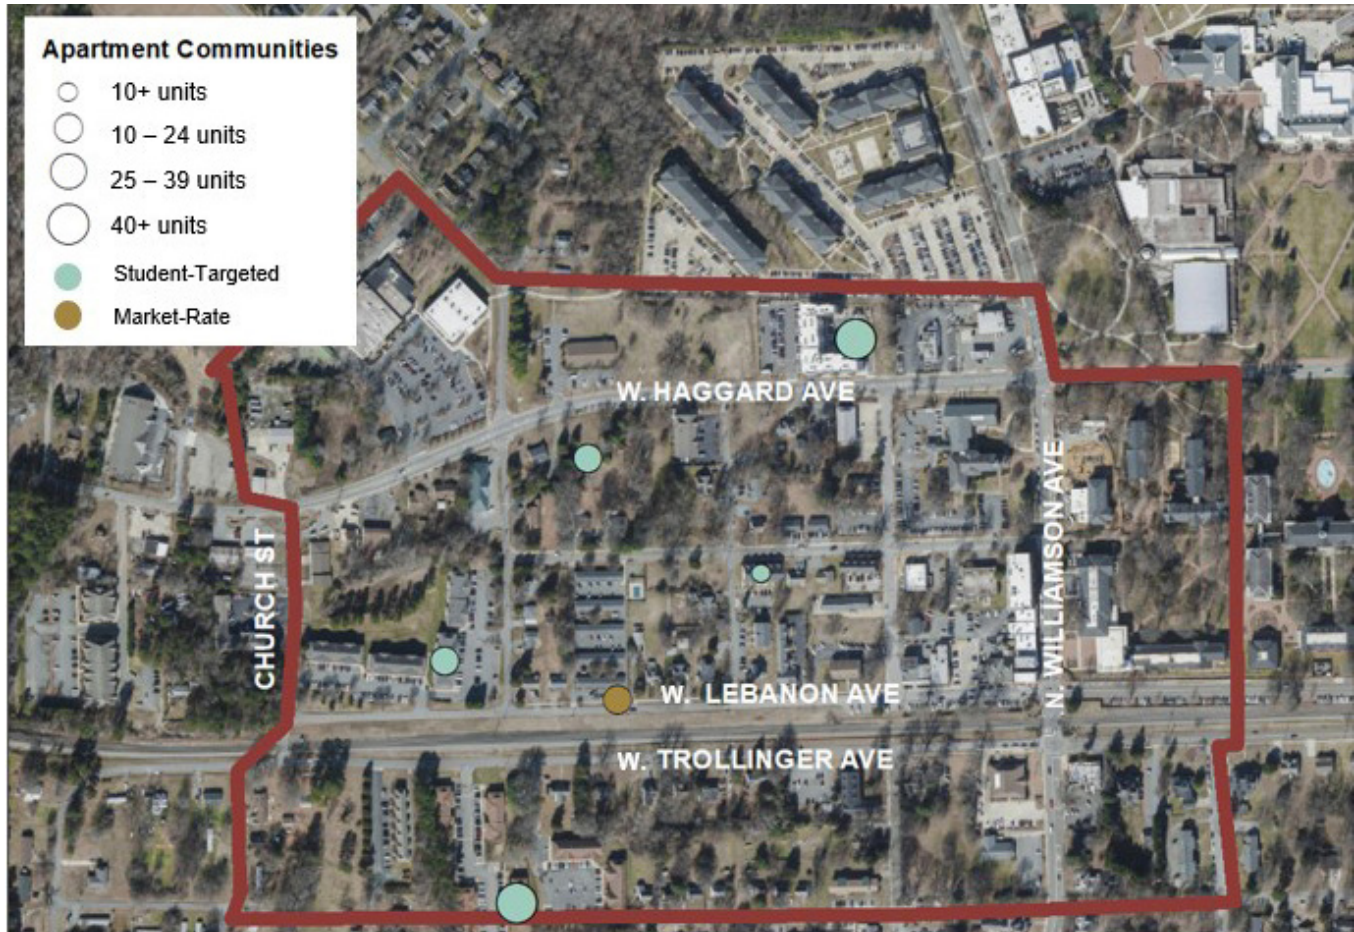 Apartment Communities
10+ units
10 – 24 units
25 – 39 units
40+ units
Student-Targeted
Market-Rate
W. HAGGARD AVE
CHURCH ST
N. WILLIAMSON AVE
W. LEBANON AVE
W. TROLLINGER AVE